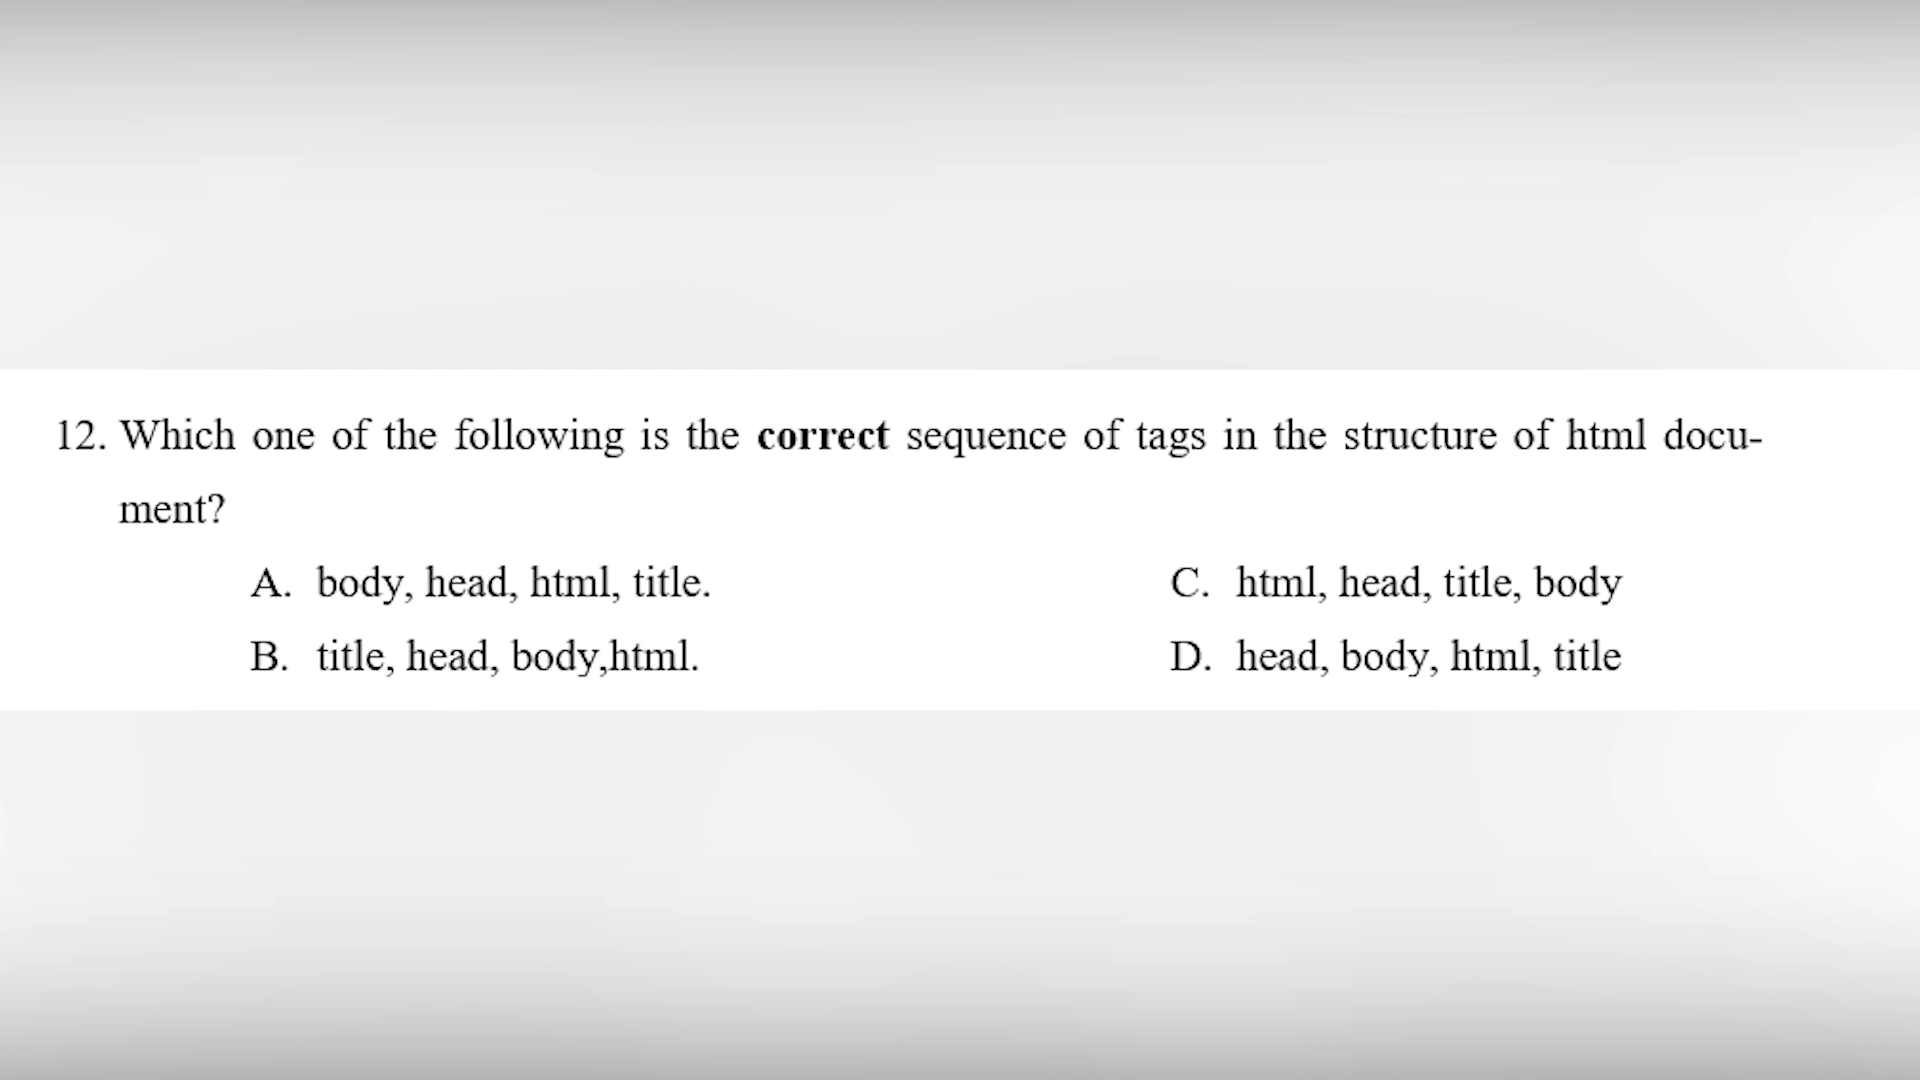 12. Which one of the following is the correct sequence of tags in the structure of html docu-
ment?
A. body, head, html, title.
C. html, head, title, body
B. title, head, body,html.
D. head, body, html, title